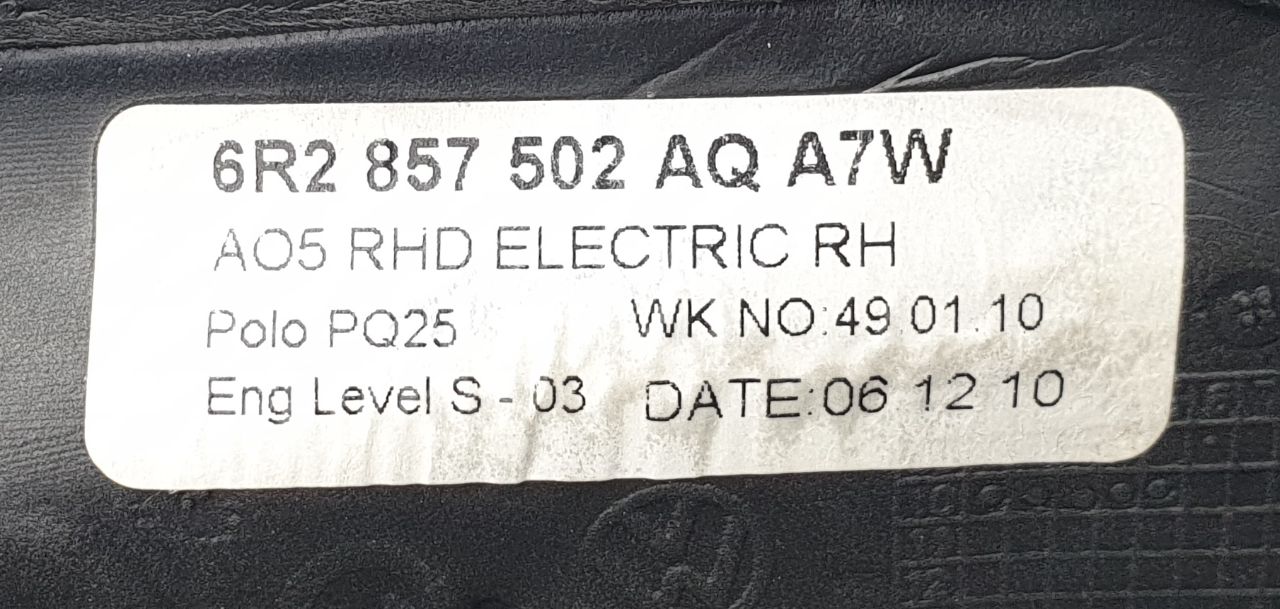 6R2 857 502 AQ A7W
AO5 RHD ELECTRIC RH
Polo PQ25 WK NO:49.01.10
Eng Level S - 03 DATE:06 12 10